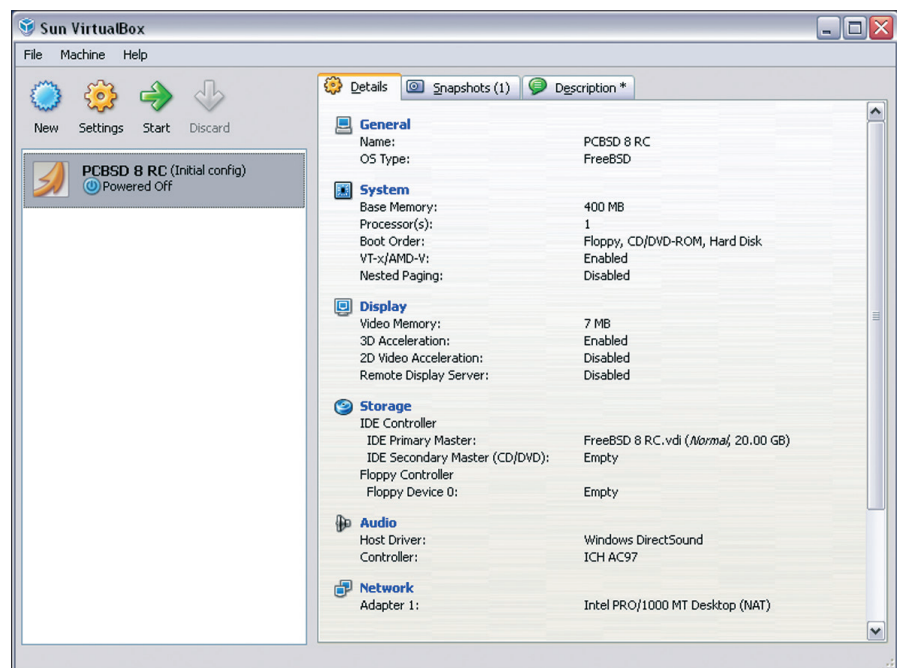 Sun VirtualBox
File Machine Help
New Settings Start Discard
PCBSD 8 RC (Initial config)
Powered Off
Details Snapshots (1) Description *
General
Name: PCBSD 8 RC
OS Type: FreeBSD
System
Base Memory: 400 MB
Processor(s): 1
Boot Order: Floppy, CD/DVD-ROM, Hard Disk
VT-x/AMD-V: Enabled
Nested Paging: Disabled
Display
Video Memory: 7 MB
3D Acceleration: Enabled
2D Video Acceleration: Disabled
Remote Display Server: Disabled
Storage
IDE Controller
IDE Primary Master: FreeBSD 8 RC.vdi (Normal, 20.00 GB)
IDE Secondary Master (CD/DVD): Empty
Floppy Controller
Floppy Device 0: Empty
Audio
Host Driver: Windows DirectSound
Controller: ICH AC97
Network
Adapter 1: Intel PRO/1000 MT Desktop (NAT)